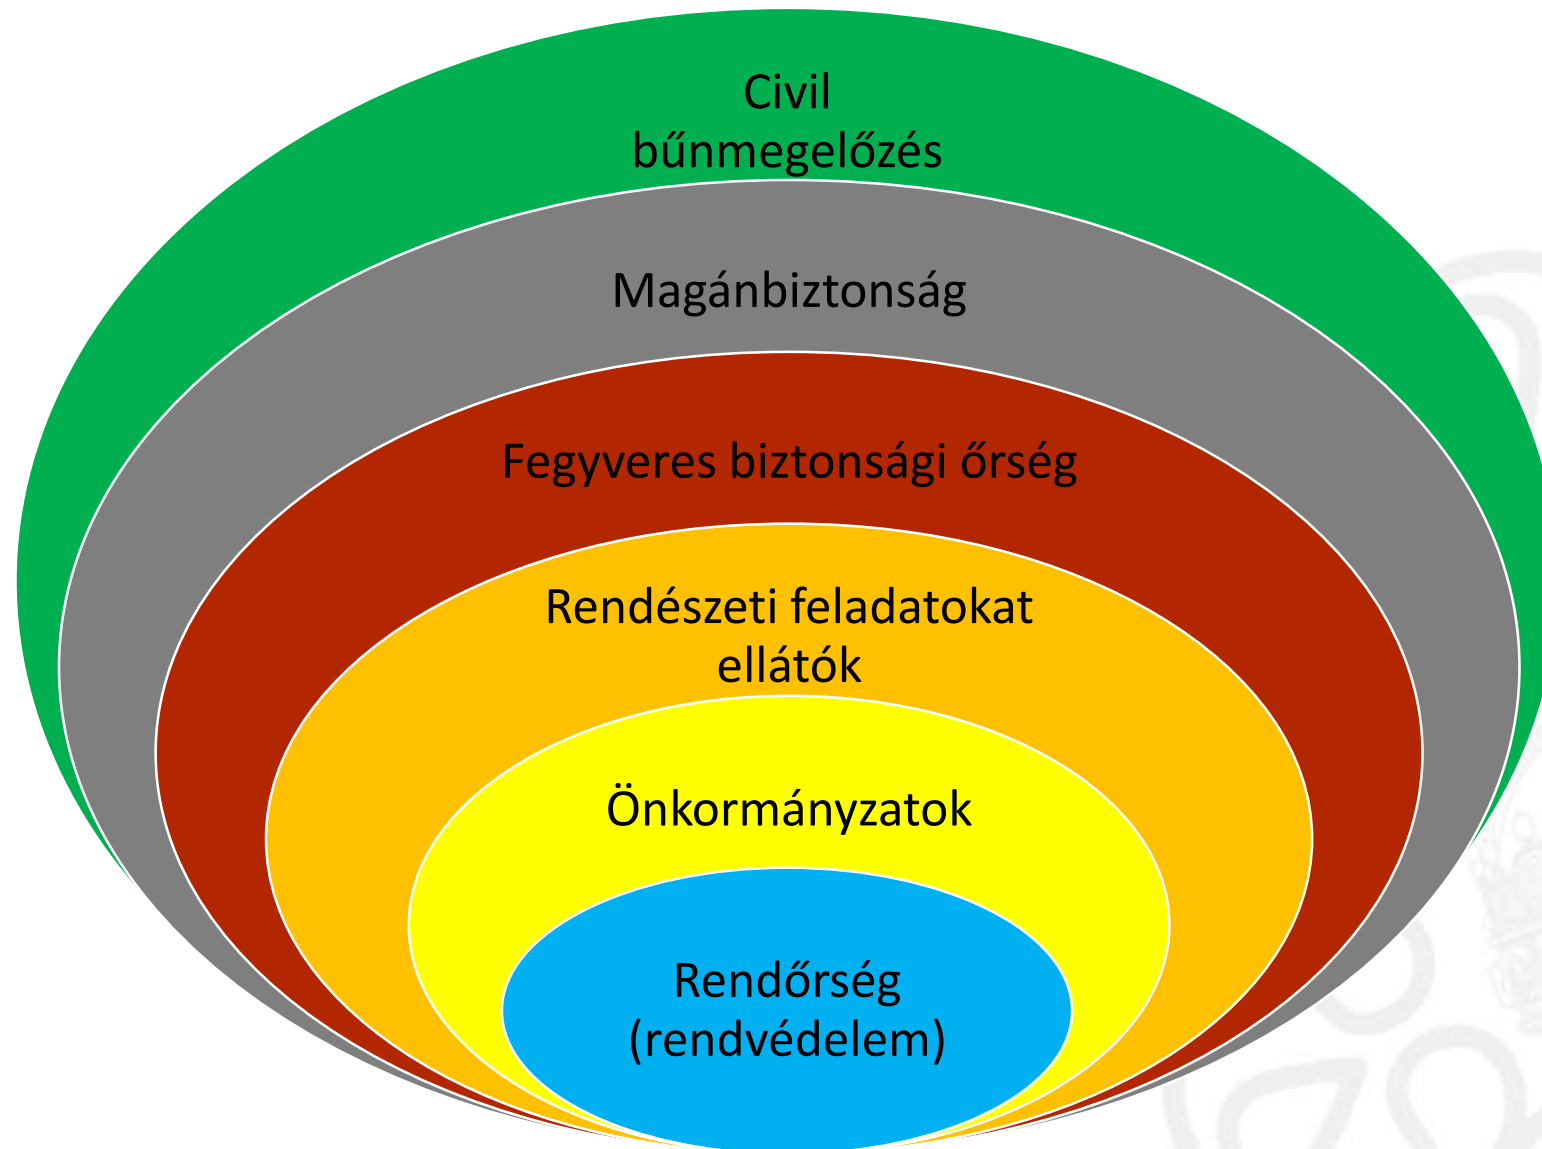 Civil
bűnmegelőzés
Magánbiztonság
Fegyveres biztonsági őrség
Rendészeti feladatokat
ellátók
Önkormányzatok
Rendőrség
(rendvédelem)